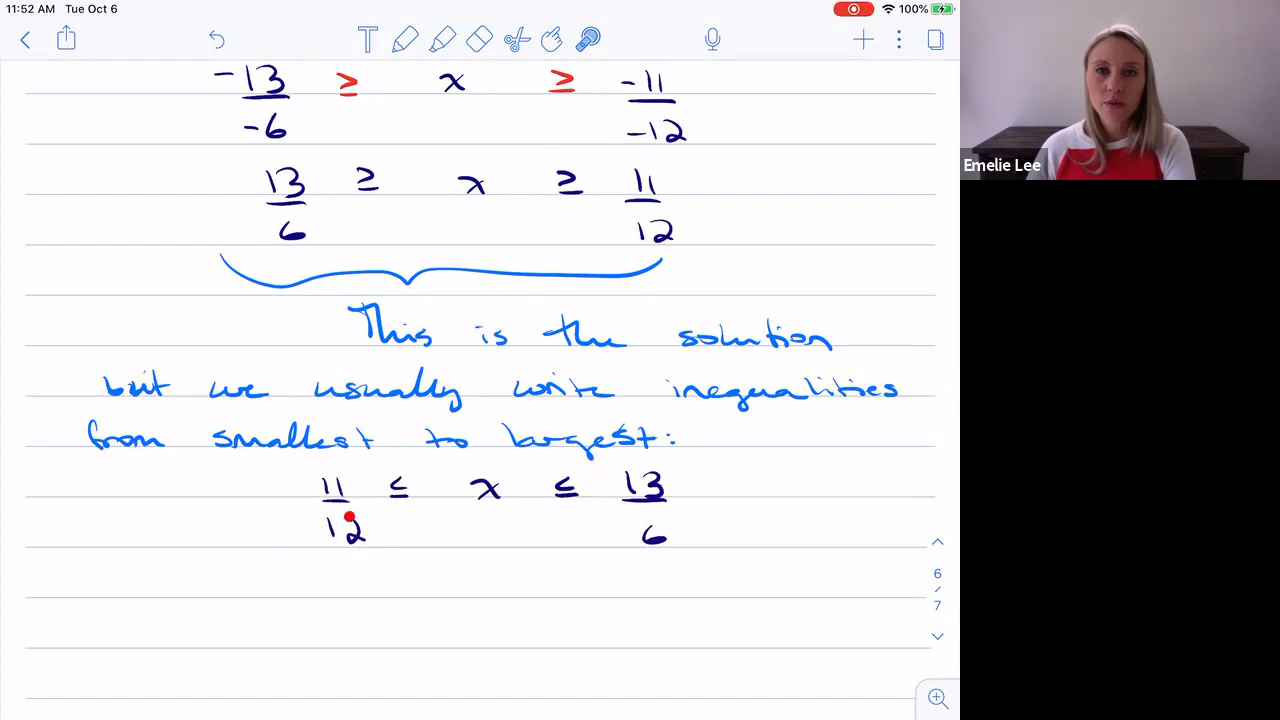 11:52 AM Tue Oct 6 100%
-13 ≥ x ≥ -11
-6 -12
Emelie Lee
13 ≥ x ≥ 11
6 12
This is the solution
but we usually write inequalities
from smallest to largest:
11 ≤ x ≤ 13
12 6
6
/
7